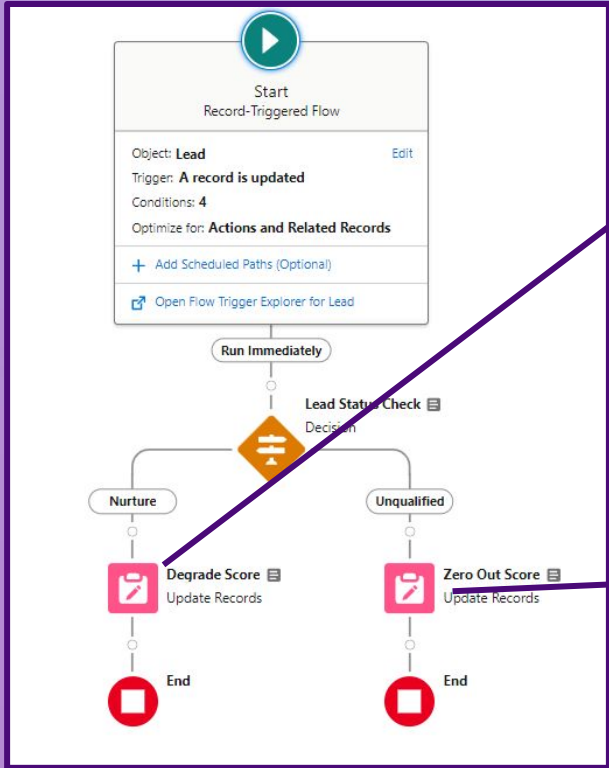 Start
Record-Triggered Flow
Object: Lead Edit
Trigger: A record is updated
Conditions: 4
Optimize for: Actions and Related Records
+ Add Scheduled Paths (Optional)
Open Flow Trigger Explorer for Lead
Run Immediately
Lead Status Check
Decision
Nurture
Unqualified
Degrade Score
Update Records
Zero Out Score
Update Records
End
End